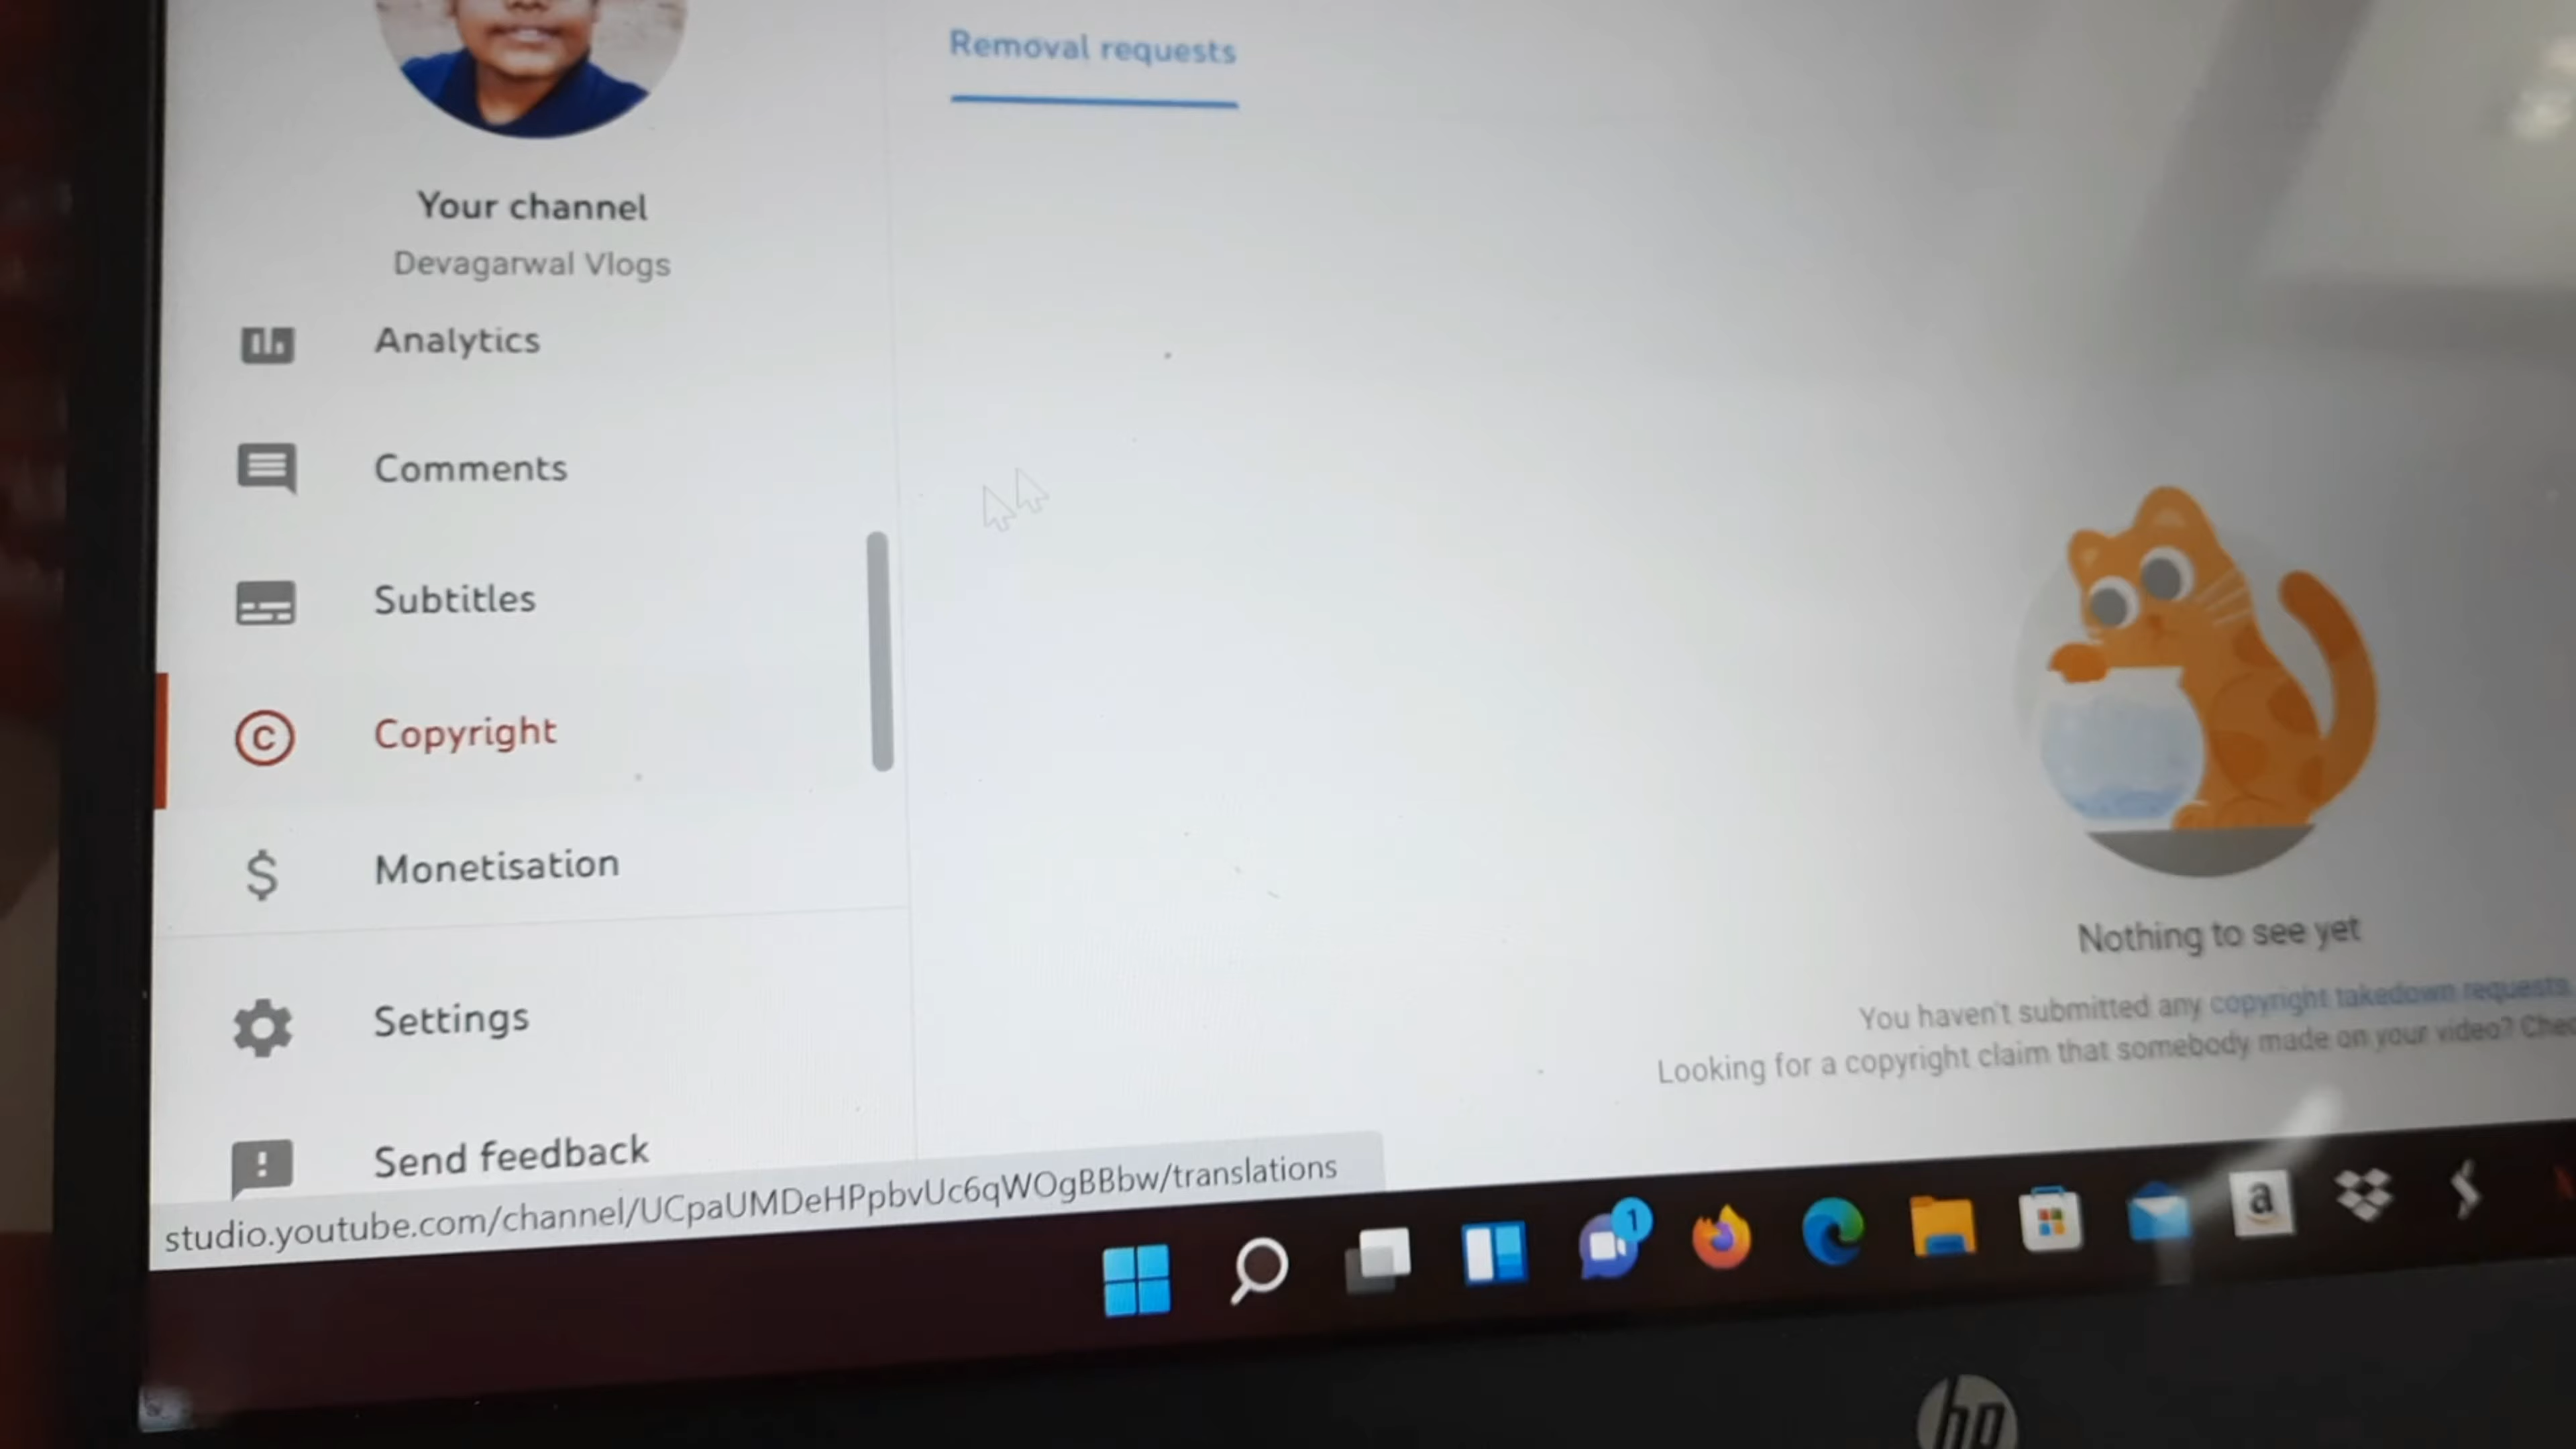 Removal requests
Your channel
Devagarwal Vlogs
Analytics
Comments
Subtitles
Copyright
Monetisation
Settings
Send feedback
Nothing to see yet
You haven't submitted any copyright takedown requests
Looking for a copyright claim that somebody made on your video?
studio.youtube.com/channel/UCpaUMDeHPpbvUc6qWOgBBbw/translations
1
a
hp